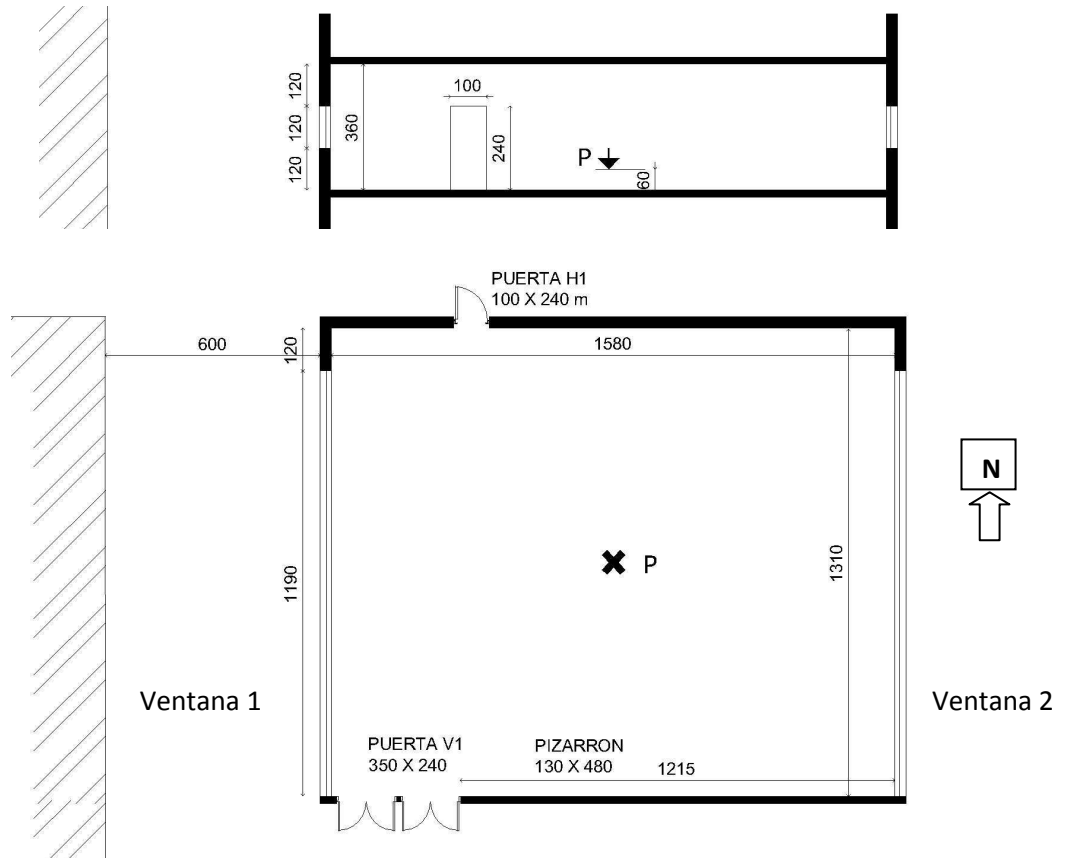 100
120
120
120
360
240
P
60
PUERTA H1
100 X 240 m
600
120
1580
N
P
1310
1190
Ventana 1
Ventana 2
PUERTA V1
350 X 240
PIZARRON
130 X 480
1215